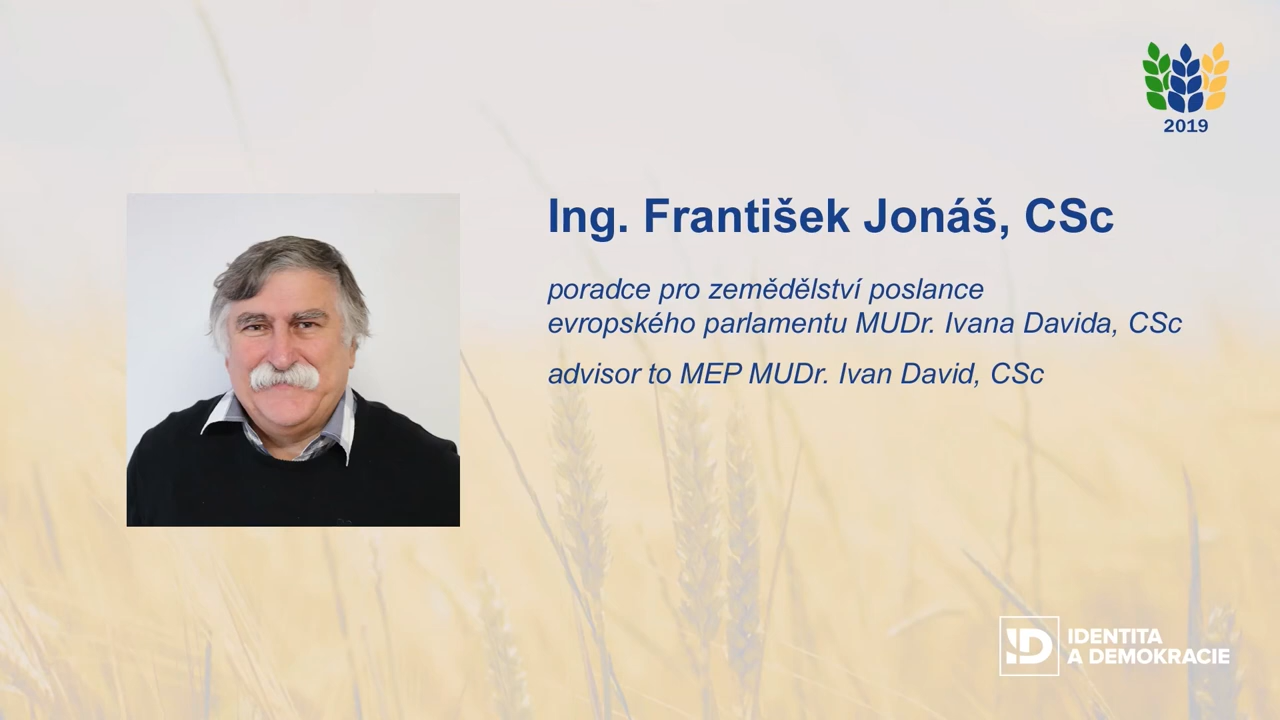 2019
Ing. František Jonáš, CSc
poradce pro zemědělství poslance
evropského parlamentu MUDr. Ivana Davida, CSc
advisor to MEP MUDr. Ivan David, CSc
ID IDENTITA
A DEMOKRACIE